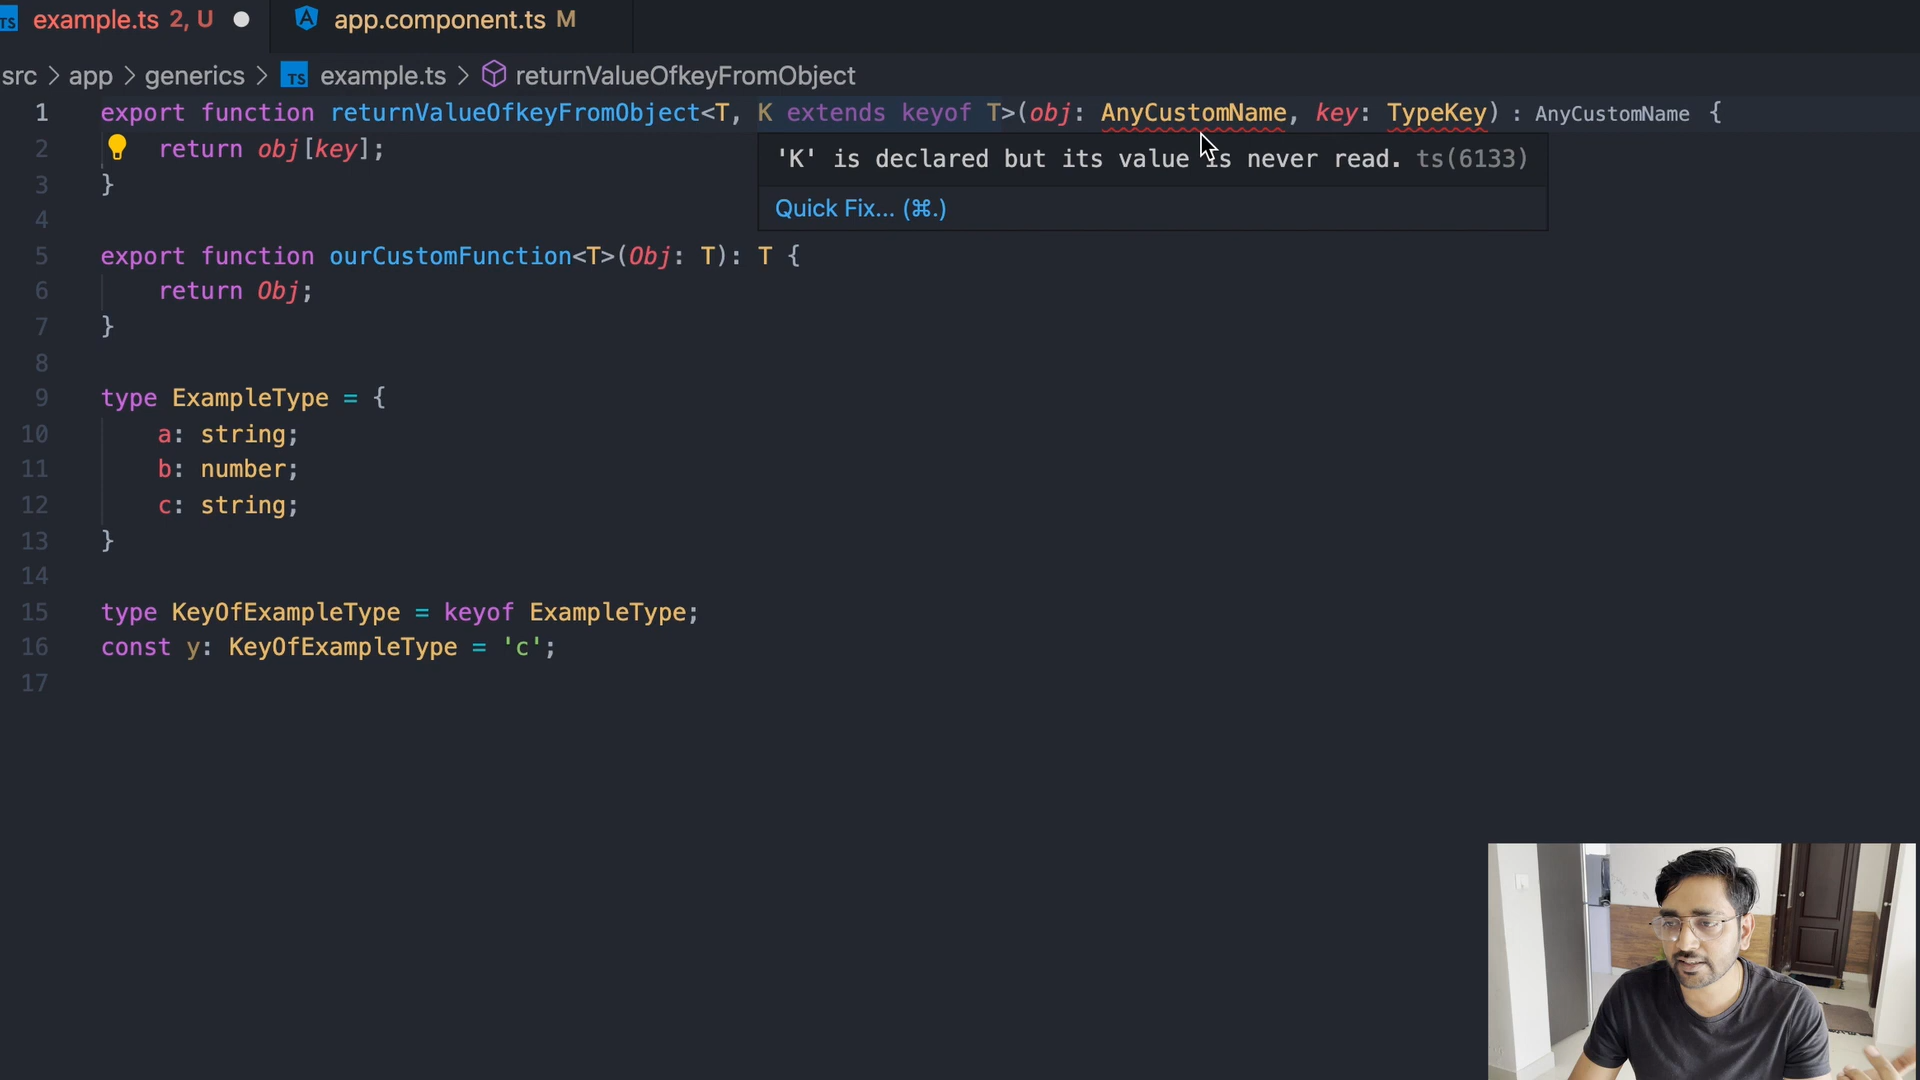 TS example.ts 2, U app.component.ts M
src > app > generics > TS example.ts > returnValueOfkeyFromObject
1 export function returnValueOfkeyFromObject<T, K extends keyof T>(obj: AnyCustomName, key: TypeKey) : AnyCustomName {
2 return obj[key];
'K' is declared but its value is never read. ts(6133)
3 }
Quick Fix... (⌘.)
4
5 export function ourCustomFunction<T>(Obj: T): T {
6 return Obj;
7 }
8
9 type ExampleType = {
10 a: string;
11 b: number;
12 c: string;
13 }
14
15 type KeyOfExampleType = keyof ExampleType;
16 const y: KeyOfExampleType = 'c';
17